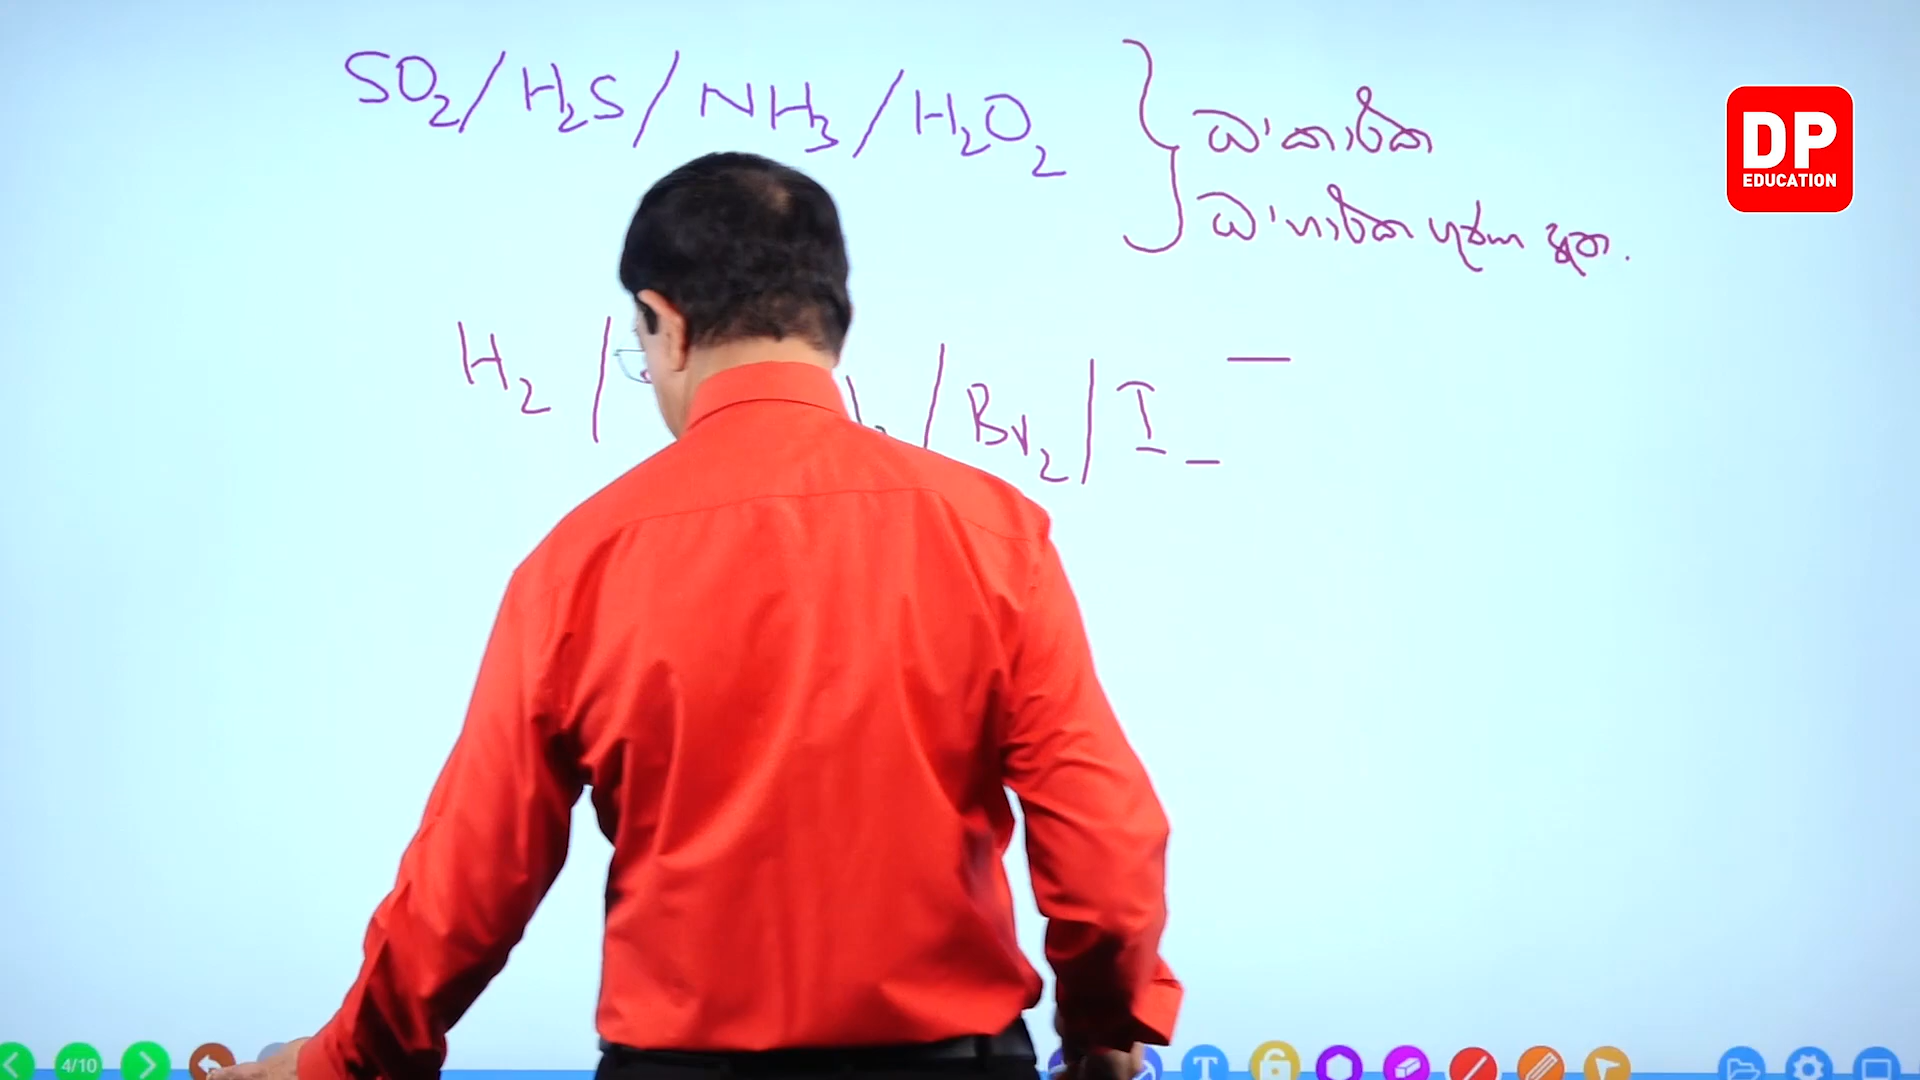 SO₂/H₂S/NH₃/H₂O₂
ඔ'කාරක
ඔ'හාරක
H₂ / / Br₂ / I
DP
EDUCATION
4/10
T